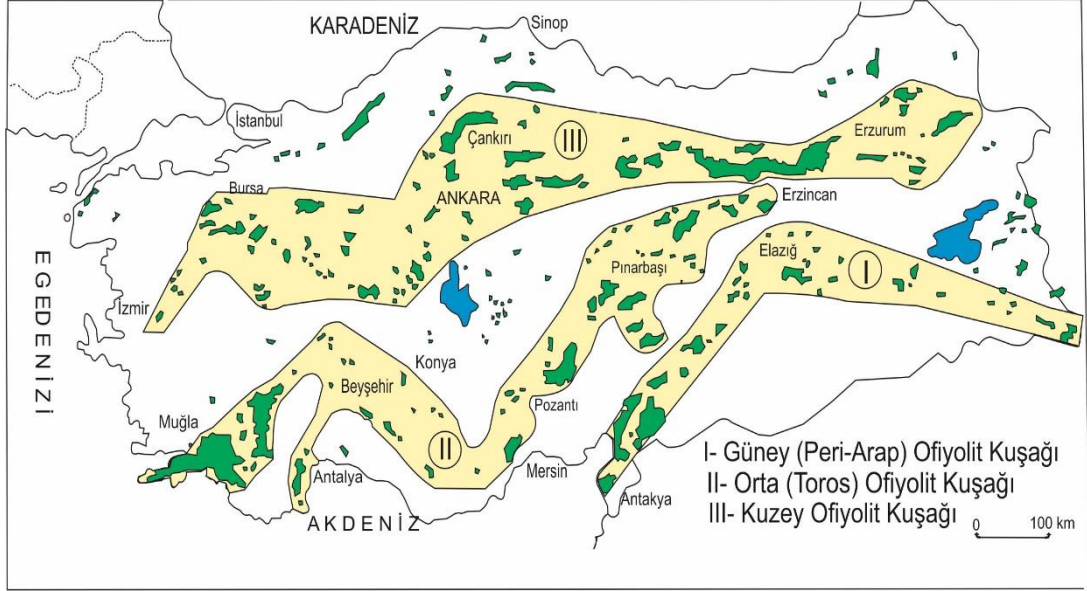 KARADENİZ
Sinop
İstanbul
Çankırı
III
Erzurum
Bursa
ANKARA
Erzincan
Elazığ
I
Pınarbaşı
EGEDENİZİ
İzmir
Konya
Beyşehir
Muğla
Pozantı
II
Antalya
Mersin
Antakya
AKDENİZ
I- Güney (Peri-Arap) Ofiyolit Kuşağı
II- Orta (Toros) Ofiyolit Kuşağı
III- Kuzey Ofiyolit Kuşağı
0 100 km